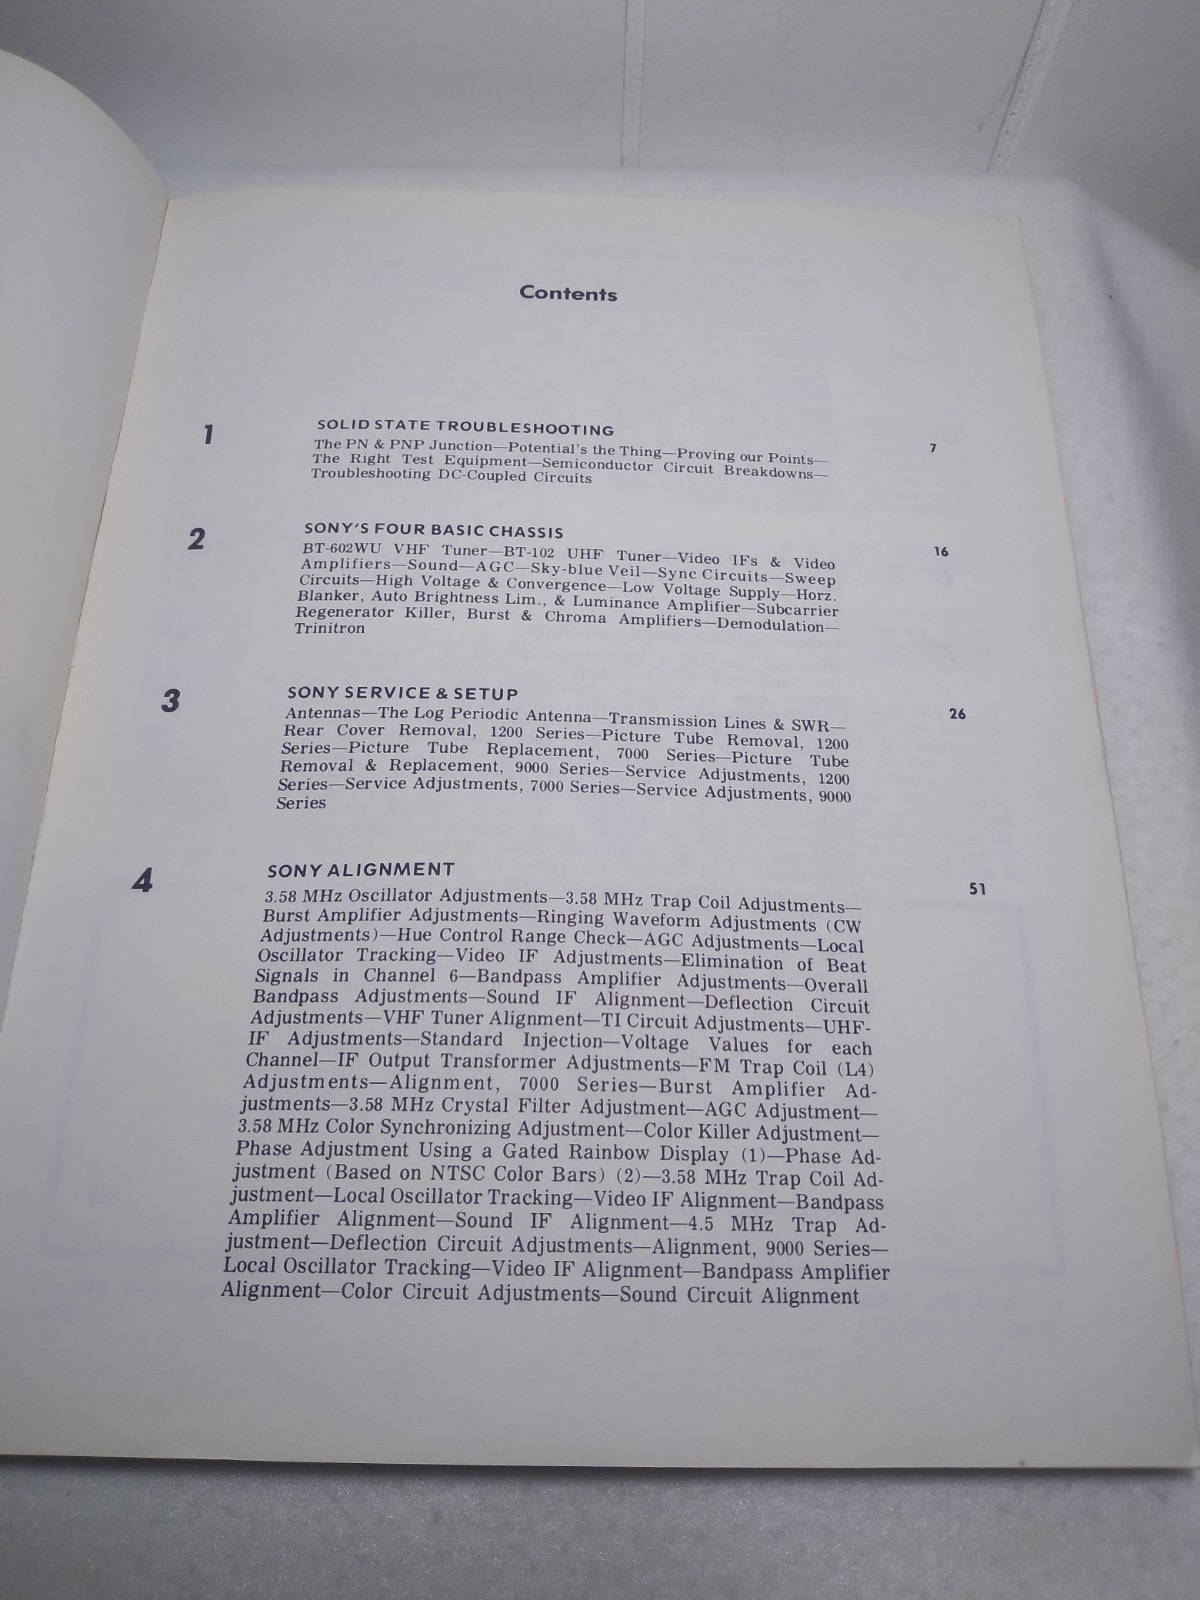 Contents
1
SOLID STATE TROUBLESHOOTING
7
The PN & PNP Junction—Potential's the Thing—Proving our Points—
The Right Test Equipment—Semiconductor Circuit Breakdowns—
Troubleshooting DC-Coupled Circuits
2
SONY'S FOUR BASIC CHASSIS
16
BT-602WU VHF Tuner—BT-102 UHF Tuner—Video IFs & Video
Amplifiers—Sound—AGC—Sky-blue Veil—Sync Circuits—Sweep
Circuits—High Voltage & Convergence—Low Voltage Supply—Horz.
Blanker, Auto Brightness Lim., & Luminance Amplifier—Subcarrier
Regenerator Killer, Burst & Chroma Amplifiers—Demodulation—
Trinitron
3
SONY SERVICE & SETUP
26
Antennas—The Log Periodic Antenna—Transmission Lines & SWR—
Rear Cover Removal, 1200 Series—Picture Tube Removal, 1200
Series—Picture Tube Replacement, 7000 Series—Picture Tube
Removal & Replacement, 9000 Series—Service Adjustments, 1200
Series—Service Adjustments, 7000 Series—Service Adjustments, 9000
Series
4
SONY ALIGNMENT
51
3.58 MHz Oscillator Adjustments—3.58 MHz Trap Coil Adjustments—
Burst Amplifier Adjustments—Ringing Waveform Adjustments (CW
Adjustments)—Hue Control Range Check—AGC Adjustments—Local
Oscillator Tracking—Video IF Adjustments—Elimination of Beat
Signals in Channel 6—Bandpass Amplifier Adjustments—Overall
Bandpass Adjustments—Sound IF Alignment—Deflection Circuit
Adjustments—VHF Tuner Alignment—TI Circuit Adjustments—UHF-
IF Adjustments—Standard Injection—Voltage Values for each
Channel—IF Output Transformer Adjustments—FM Trap Coil (L4)
Adjustments—Alignment, 7000 Series—Burst Amplifier Ad-
justments—3.58 MHz Crystal Filter Adjustment—AGC Adjustment—
3.58 MHz Color Synchronizing Adjustment—Color Killer Adjustment—
Phase Adjustment Using a Gated Rainbow Display (1)—Phase Ad-
justment (Based on NTSC Color Bars) (2)—3.58 MHz Trap Coil Ad-
justment—Local Oscillator Tracking—Video IF Alignment—Bandpass
Amplifier Alignment—Sound IF Alignment—4.5 MHz Trap Ad-
justment—Deflection Circuit Adjustments—Alignment, 9000 Series—
Local Oscillator Tracking—Video IF Alignment—Bandpass Amplifier
Alignment—Color Circuit Adjustments—Sound Circuit Alignment